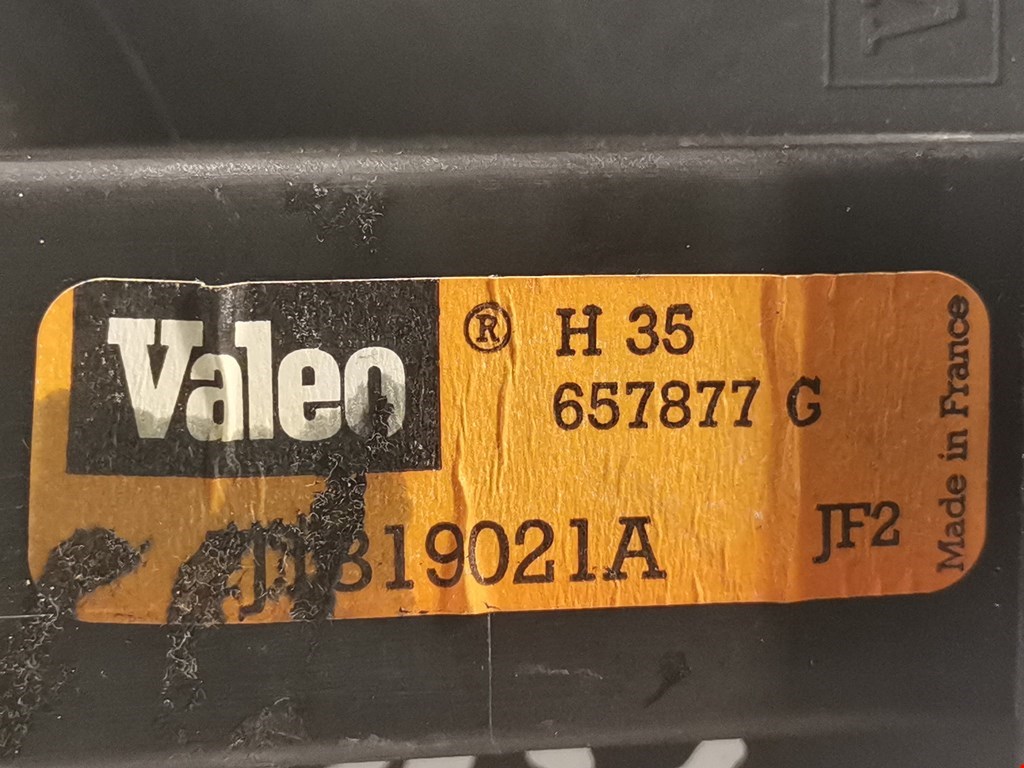 Valeo ® H 35
657877 G
819021A
JF2
Made in France